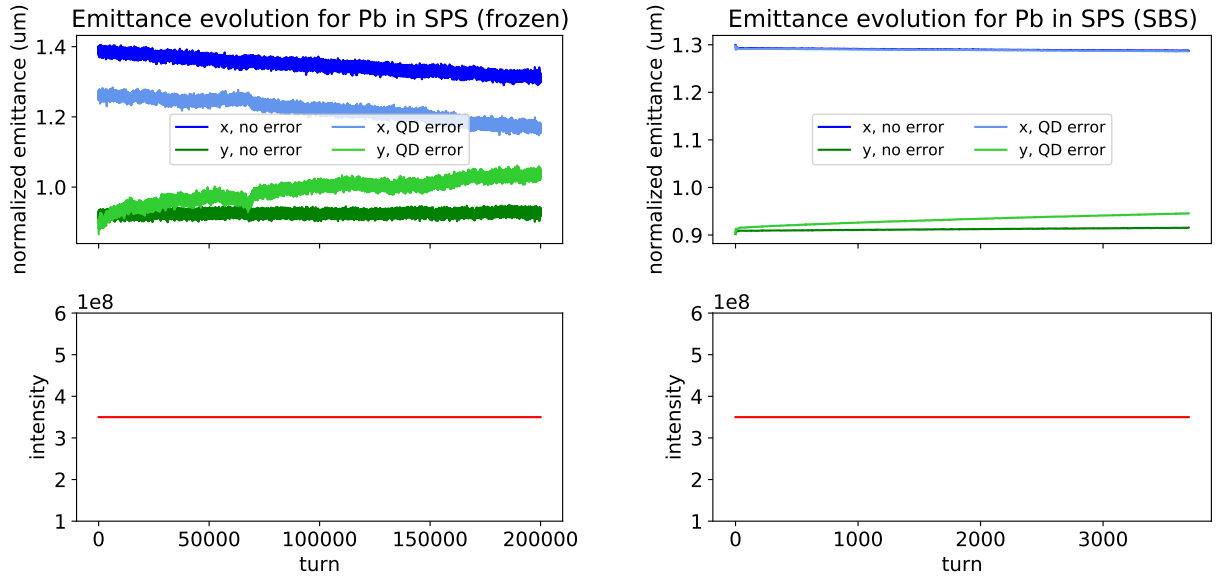 Emittance evolution for Pb in SPS (frozen)
normalized emittance (um)
1.4
1.2
1.0
x, no error
x, QD error
y, no error
y, QD error
1e8
intensity
6
5
4
3
2
1
0
50000
100000
150000
200000
turn
Emittance evolution for Pb in SPS (SBS)
normalized emittance (um)
1.3
1.2
1.1
1.0
0.9
x, no error
x, QD error
y, no error
y, QD error
1e8
intensity
6
5
4
3
2
1
0
1000
2000
3000
turn